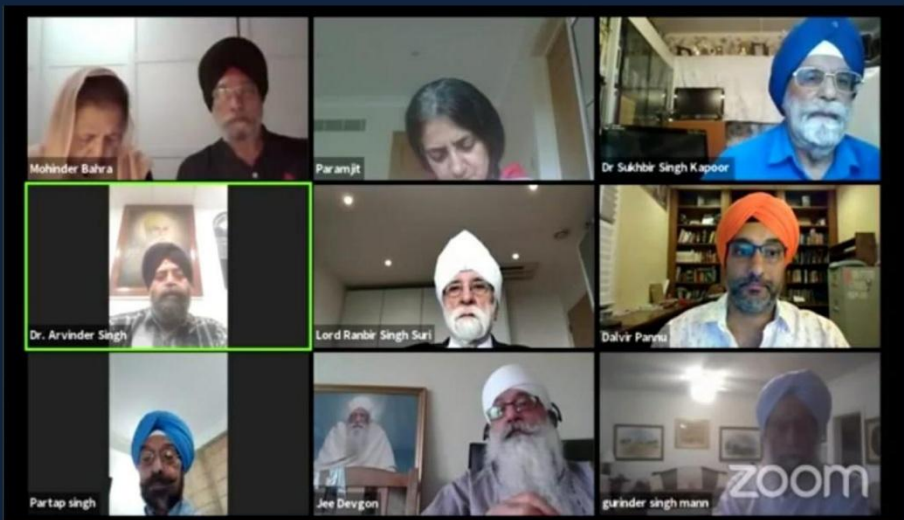 Mohinder Bahra
Paramjit
Dr Sukhbir Singh Kapoor
Dr. Arvinder Singh
Lord Ranbir Singh Suri
Dalvir Pannu
Partap singh
Jee Devgon
gurinder singh mann
zoom